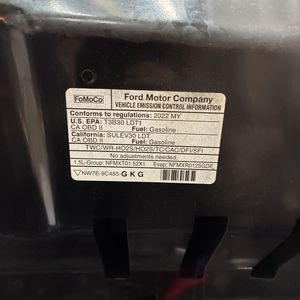 FoMoCo
Ford Motor Company
VEHICLE EMISSION CONTROL INFORMATION
Conforms to regulations: 2022 MY
U.S. EPA: T3B30 LDT1
CA OBD II Fuel: Gasoline
California: SULEV30 LDT
CA OBD II Fuel: Gasoline
TWC/WR-HO2S/HO2S/TC/CAC/DFI/SFI
No adjustments needed.
1.5L-Group: NFMXT01.52X1 Evap: NFMXR0125GDE
NW7E-9C485-GKG